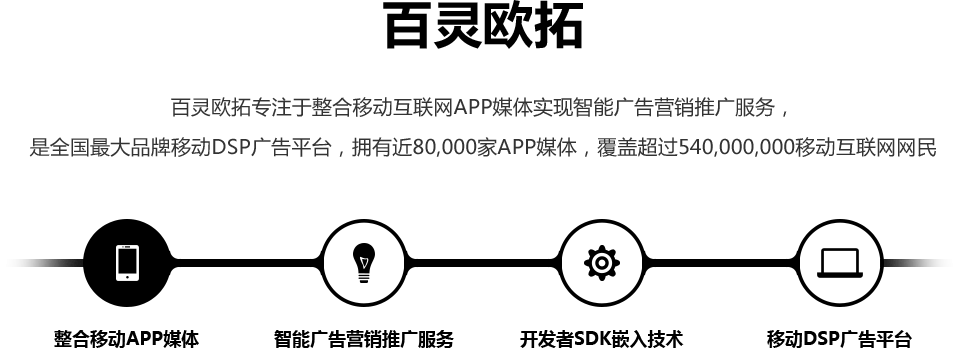 百灵欧拓
百灵欧拓专注于整合移动互联网APP媒体实现智能广告营销推广服务，
是全国最大品牌移动DSP广告平台，拥有近80,000家APP媒体，覆盖超过540,000,000移动互联网网民
整合移动APP媒体
智能广告营销推广服务
开发者SDK嵌入技术
移动DSP广告平台